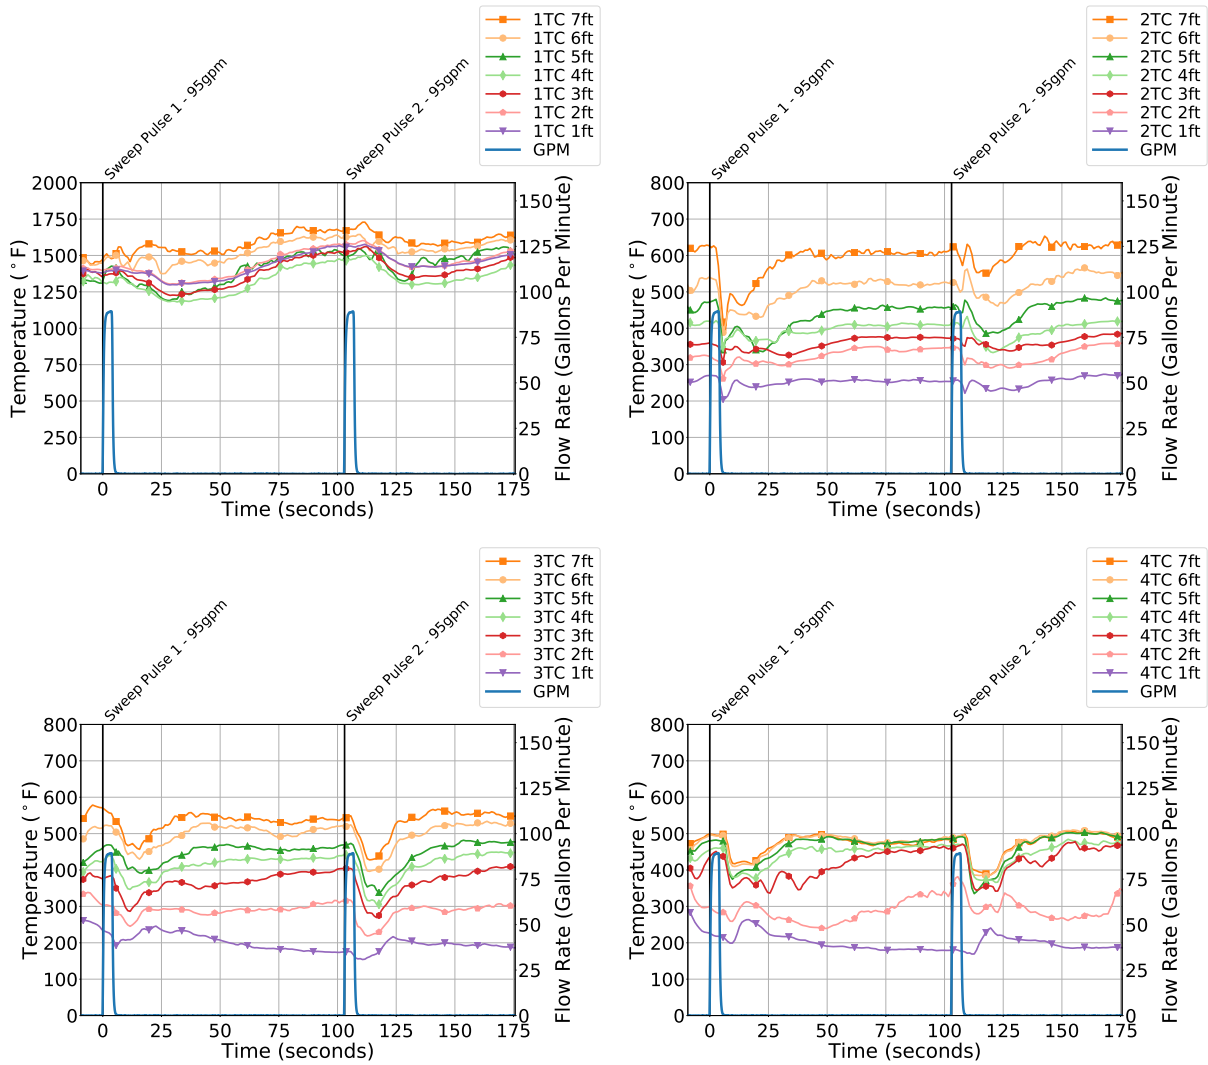 1TC 7ft
1TC 6ft
1TC 5ft
1TC 4ft
1TC 3ft
1TC 2ft
1TC 1ft
GPM
Sweep Pulse 1 - 95gpm
Sweep Pulse 2 - 95gpm
2000
1750
1500
1250
1000
750
500
250
0
Temperature (°F)
150
125
100
75
50
25
0
Flow Rate (Gallons Per Minute)
0 25 50 75 100 125 150 175
Time (seconds)
2TC 7ft
2TC 6ft
2TC 5ft
2TC 4ft
2TC 3ft
2TC 2ft
2TC 1ft
GPM
Sweep Pulse 1 - 95gpm
Sweep Pulse 2 - 95gpm
800
700
600
500
400
300
200
100
0
Temperature (°F)
150
125
100
75
50
25
0
Flow Rate (Gallons Per Minute)
0 25 50 75 100 125 150 175
Time (seconds)
3TC 7ft
3TC 6ft
3TC 5ft
3TC 4ft
3TC 3ft
3TC 2ft
3TC 1ft
GPM
Sweep Pulse 1 - 95gpm
Sweep Pulse 2 - 95gpm
800
700
600
500
400
300
200
100
0
Temperature (°F)
150
125
100
75
50
25
0
Flow Rate (Gallons Per Minute)
0 25 50 75 100 125 150 175
Time (seconds)
4TC 7ft
4TC 6ft
4TC 5ft
4TC 4ft
4TC 3ft
4TC 2ft
4TC 1ft
GPM
Sweep Pulse 1 - 95gpm
Sweep Pulse 2 - 95gpm
800
700
600
500
400
300
200
100
0
Temperature (°F)
150
125
100
75
50
25
0
Flow Rate (Gallons Per Minute)
0 25 50 75 100 125 150 175
Time (seconds)